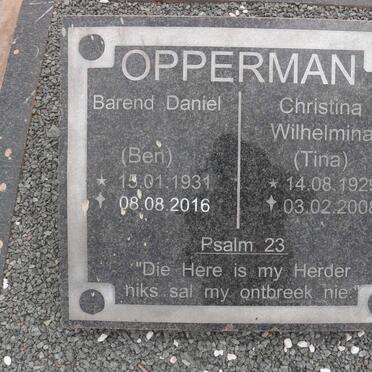 OPPERMAN
Barend Daniel
(Ben)
15.01.1931
08.08.2016
Christina
Wilhelmina
(Tina)
14.08.1929
03.02.2008
Psalm 23
"Die Here is my Herder
niks sal my ontbreek nie."